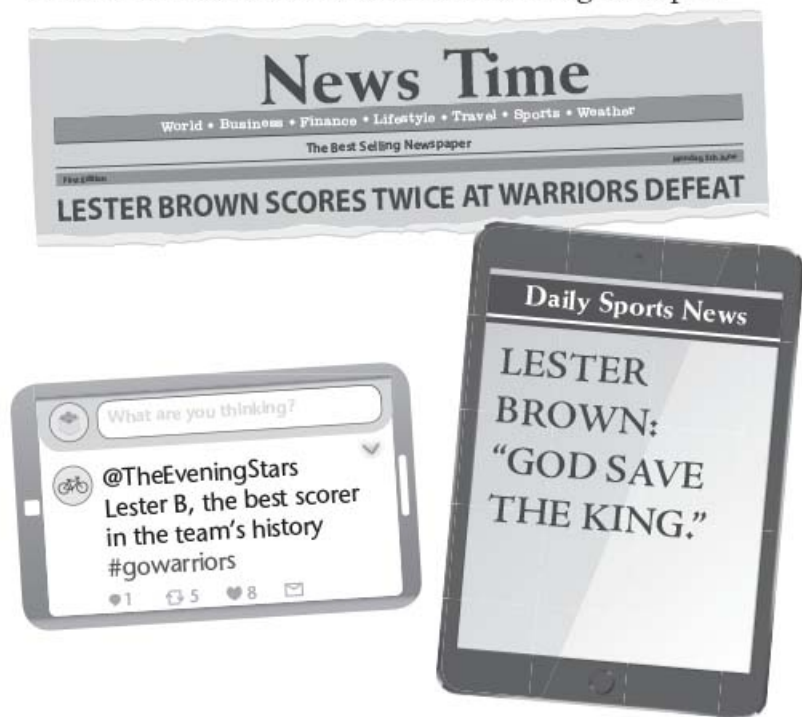 News Time
World • Business • Finance • Lifestyle • Travel • Sports • Weather
The Best Selling Newspaper
First Edition
LESTER BROWN SCORES TWICE AT WARRIORS DEFEAT
Daily Sports News
LESTER
BROWN:
“GOD SAVE
THE KING.”
What are you thinking?
@TheEveningStars
Lester B, the best scorer
in the team’s history
#gowarriors
1 5 8